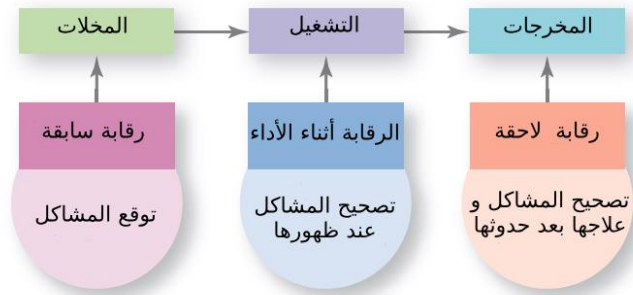 المخلات
التشغيل
المخرجات
رقابة سابقة
الرقابة أثناء الأداء
رقابة لاحقة
توقع المشاكل
تصحيح المشاكل
عند ظهورها
تصحيح المشاكل و
علاجها بعد حدوثها